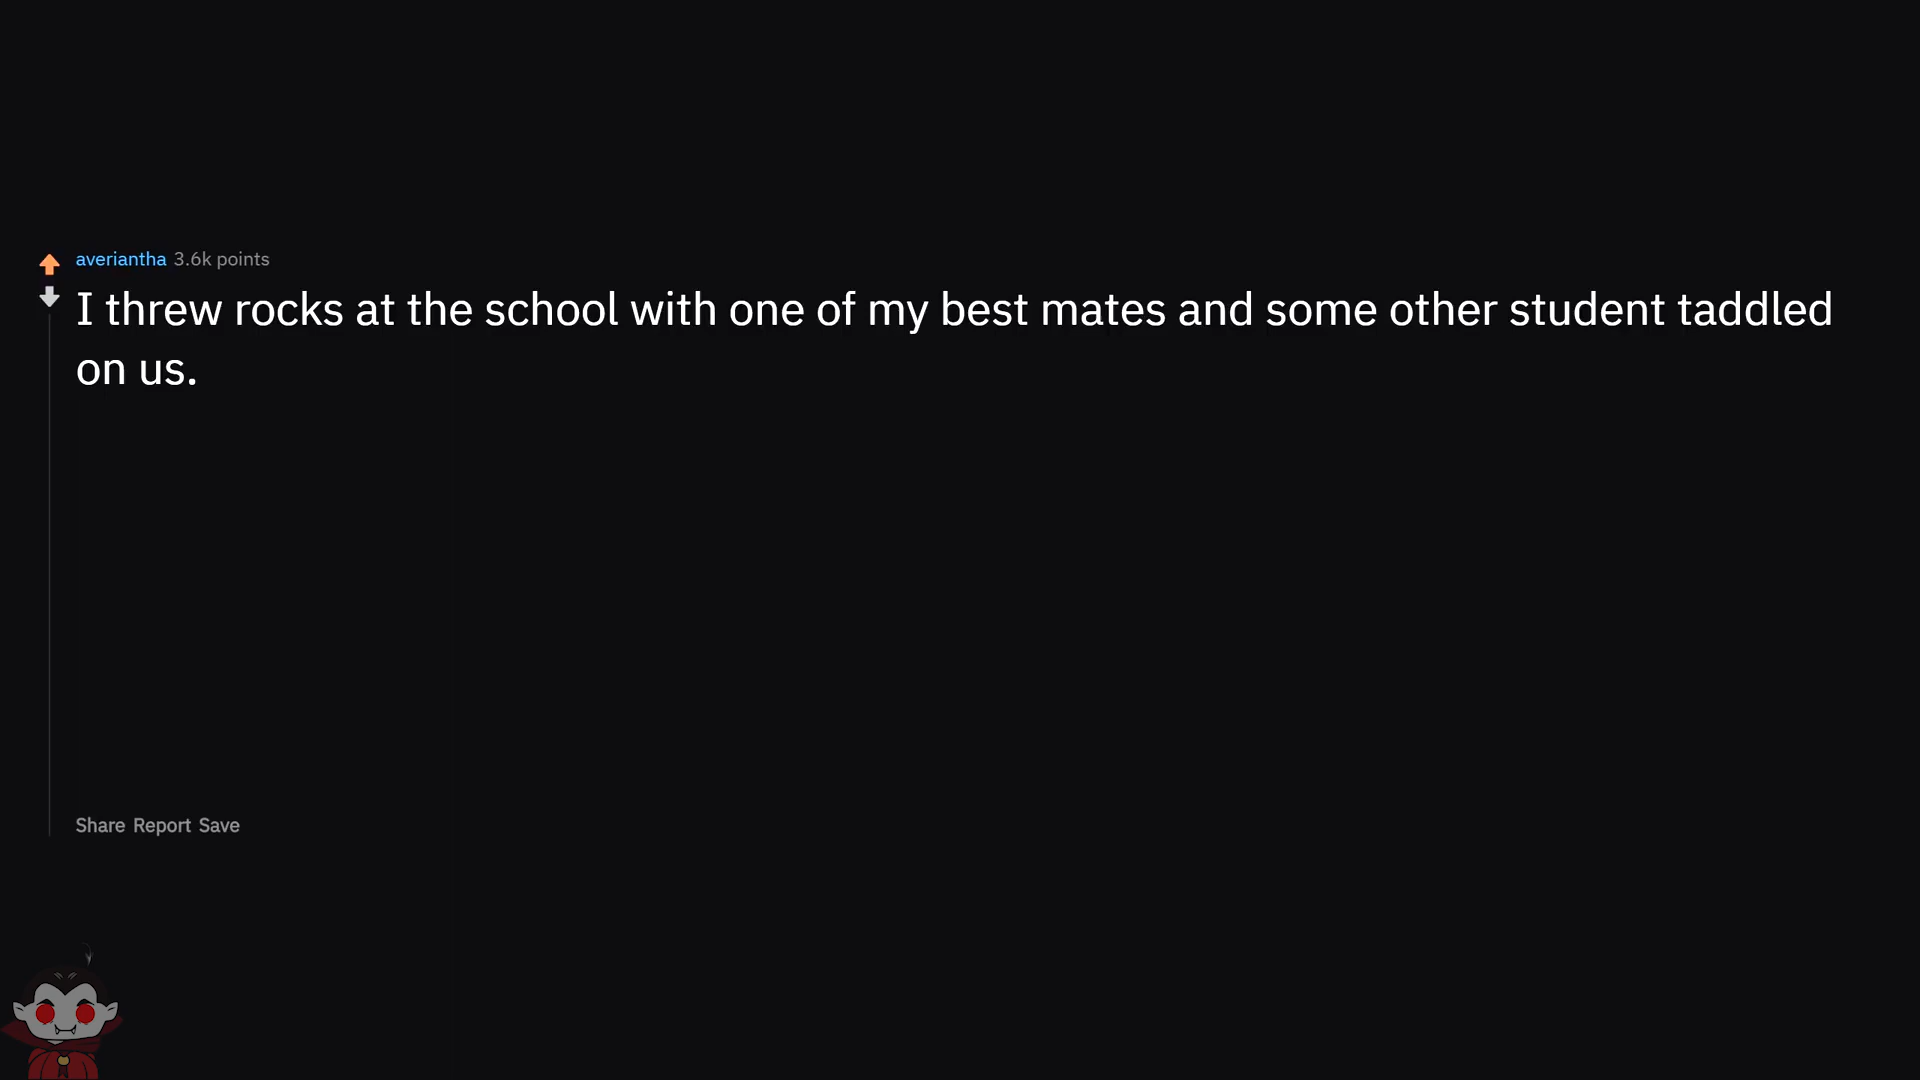 averiantha 3.6k points
I threw rocks at the school with one of my best mates and some other student taddled
on us.
Share Report Save